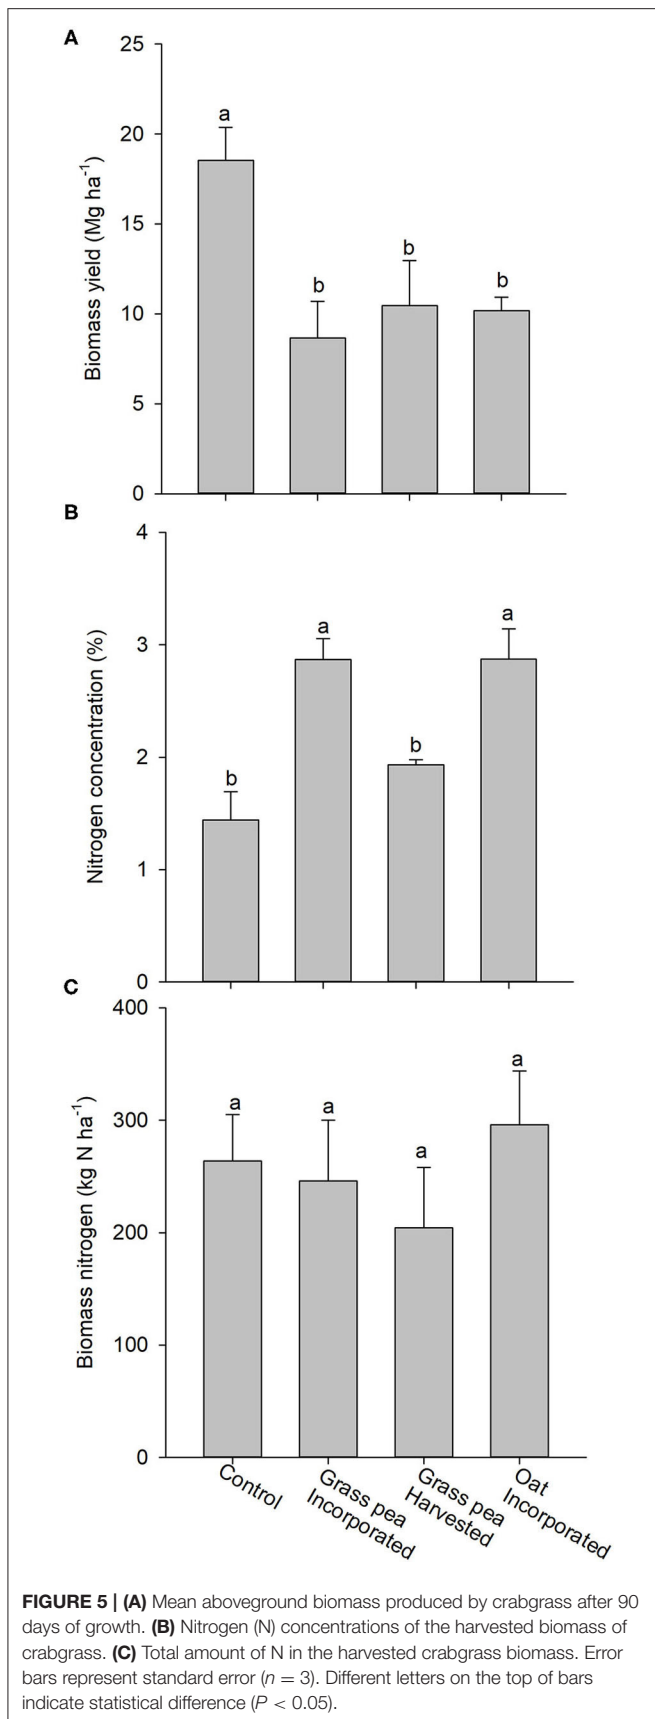 A
25
20
15
10
5
0
Biomass yield (Mg ha⁻¹)
a
b
b
b
B
4
3
2
1
0
Nitrogen concentration (%)
b
a
b
a
C
400
300
200
100
0
Biomass nitrogen (kg N ha⁻¹)
a
a
a
a
Control
Grass pea
Incorporated
Grass pea
Harvested
Oat
Incorporated
FIGURE 5 | (A) Mean aboveground biomass produced by crabgrass after 90
days of growth. (B) Nitrogen (N) concentrations of the harvested biomass of
crabgrass. (C) Total amount of N in the harvested crabgrass biomass. Error
bars represent standard error (n = 3). Different letters on the top of bars
indicate statistical difference (P < 0.05).